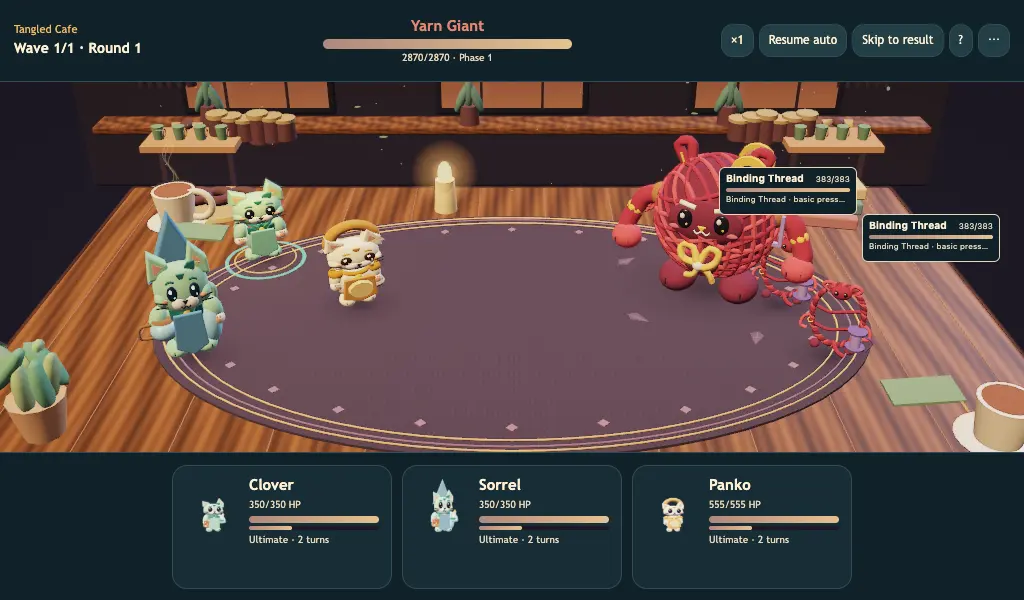 Tangled Cafe
Wave 1/1 · Round 1
Yarn Giant
2870/2870 · Phase 1
×1
Resume auto
Skip to result
?
···
Binding Thread 383/383
Binding Thread · basic press...
Binding Thread 383/383
Binding Thread · basic press...
Clover
350/350 HP
Ultimate · 2 turns
Sorrel
350/350 HP
Ultimate · 2 turns
Panko
555/555 HP
Ultimate · 2 turns